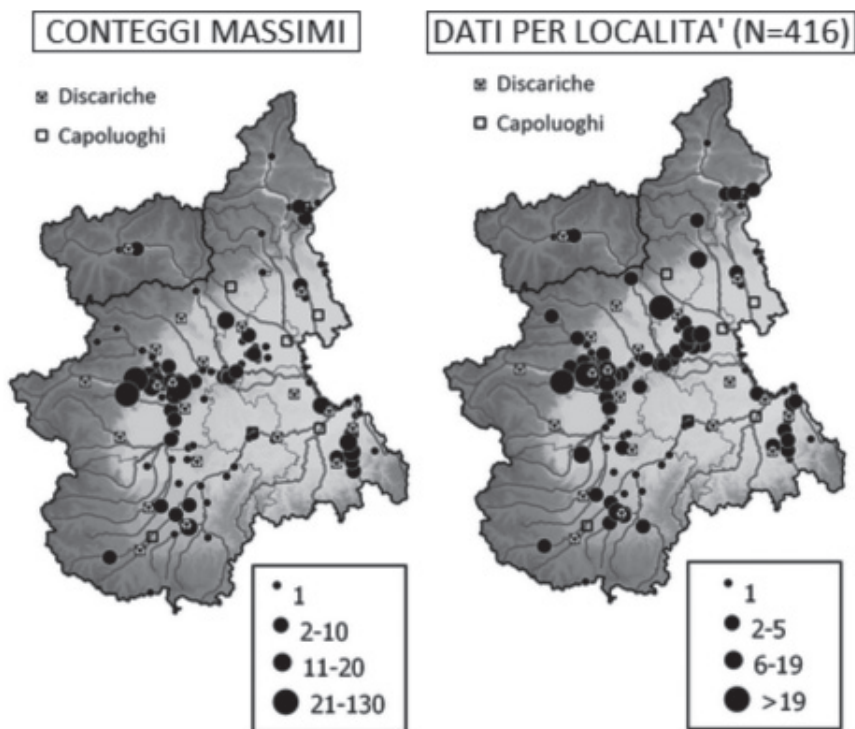 CONTEGGI MASSIMI
Discariche
Capoluoghi
1
2-10
11-20
21-130
DATI PER LOCALITA' (N=416)
Discariche
Capoluoghi
1
2-5
6-19
>19